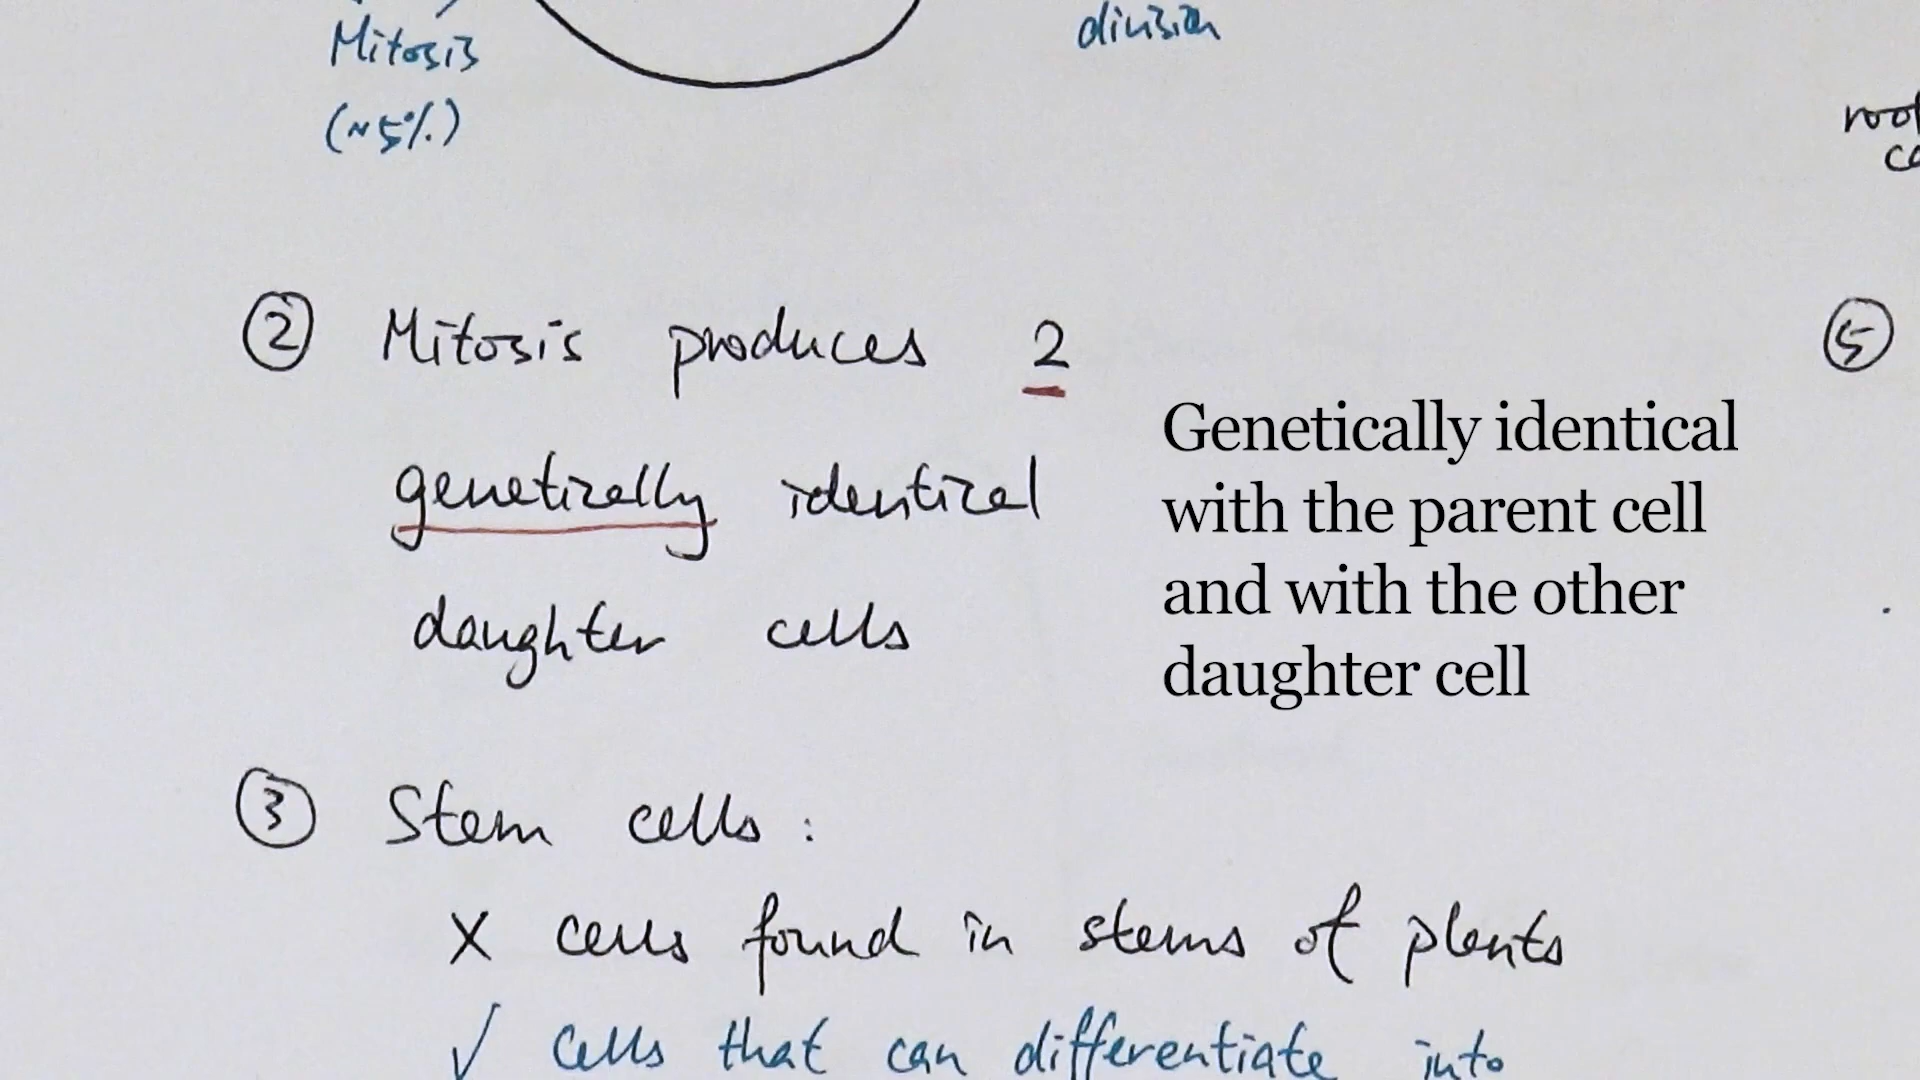 Mitosis
(~5%)
division
② Mitosis produces 2
genetically identical
daughter cells
Genetically identical
with the parent cell
and with the other
daughter cell
③ Stem cells:
X cells found in stems of plants
✓ cells that can differentiate into
root
⑤